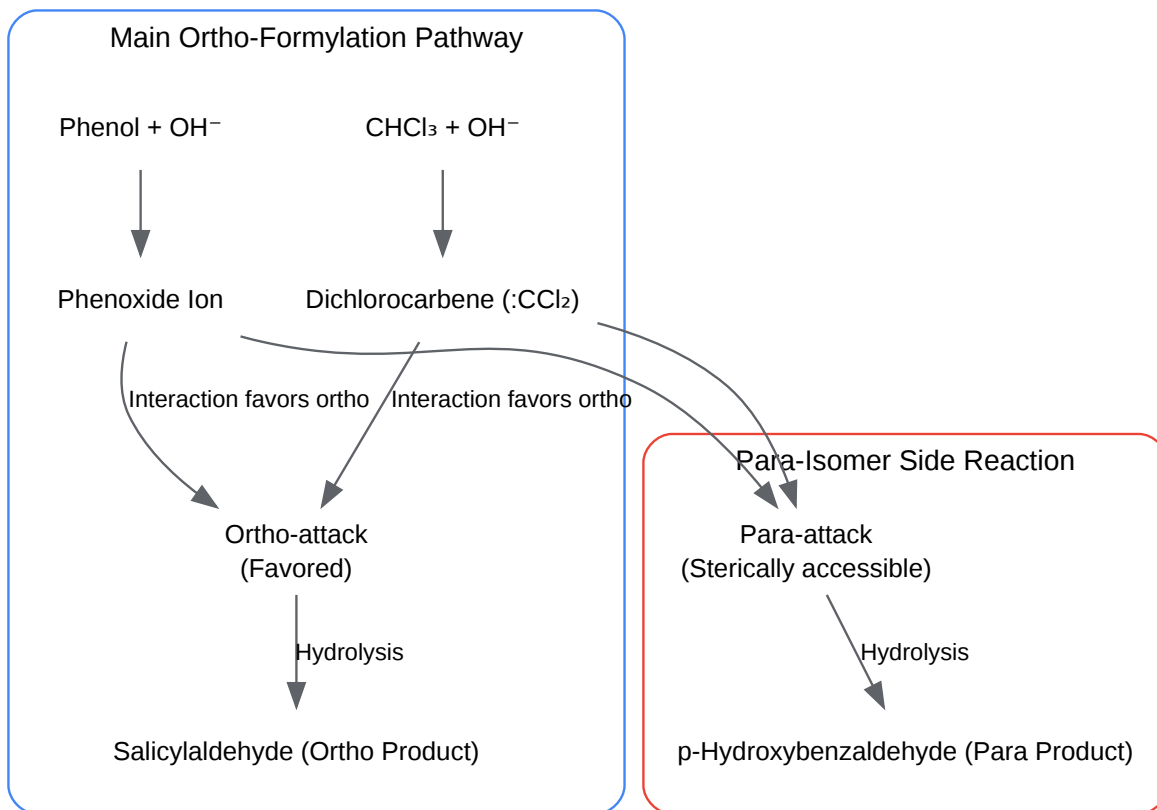 Main Ortho-Formylation Pathway
Phenol + OH⁻
CHCl₃ + OH⁻
Phenoxide Ion
Dichlorocarbene (:CCl₂)
Interaction favors ortho
Interaction favors ortho
Para-Isomer Side Reaction
Ortho-attack
(Favored)
Para-attack
(Sterically accessible)
Hydrolysis
Hydrolysis
Salicylaldehyde (Ortho Product)
p-Hydroxybenzaldehyde (Para Product)